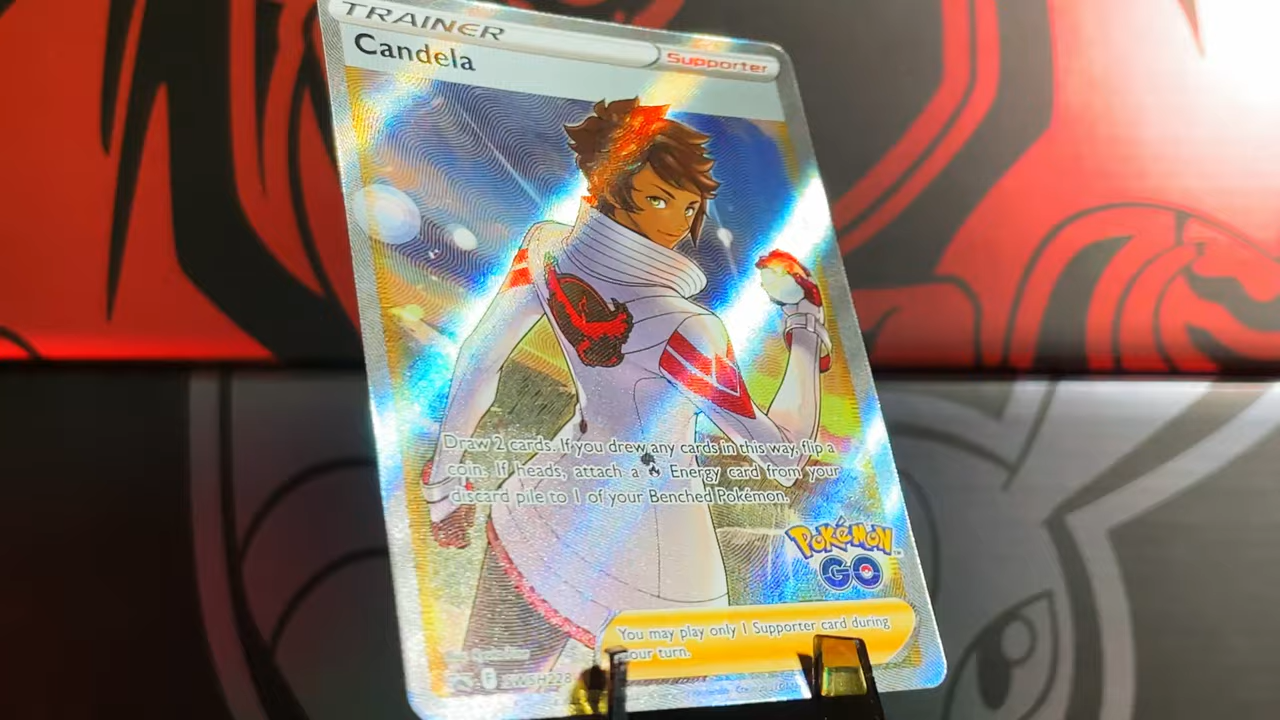 TRAINER
Supporter
Candela
Draw 2 cards. If you drew any cards in this way, flip a
coin. If heads, attach a Energy card from your
discard pile to 1 of your Benched Pokémon.
POKÉMON
GO
You may play only 1 Supporter card during
your turn.
SWSH228